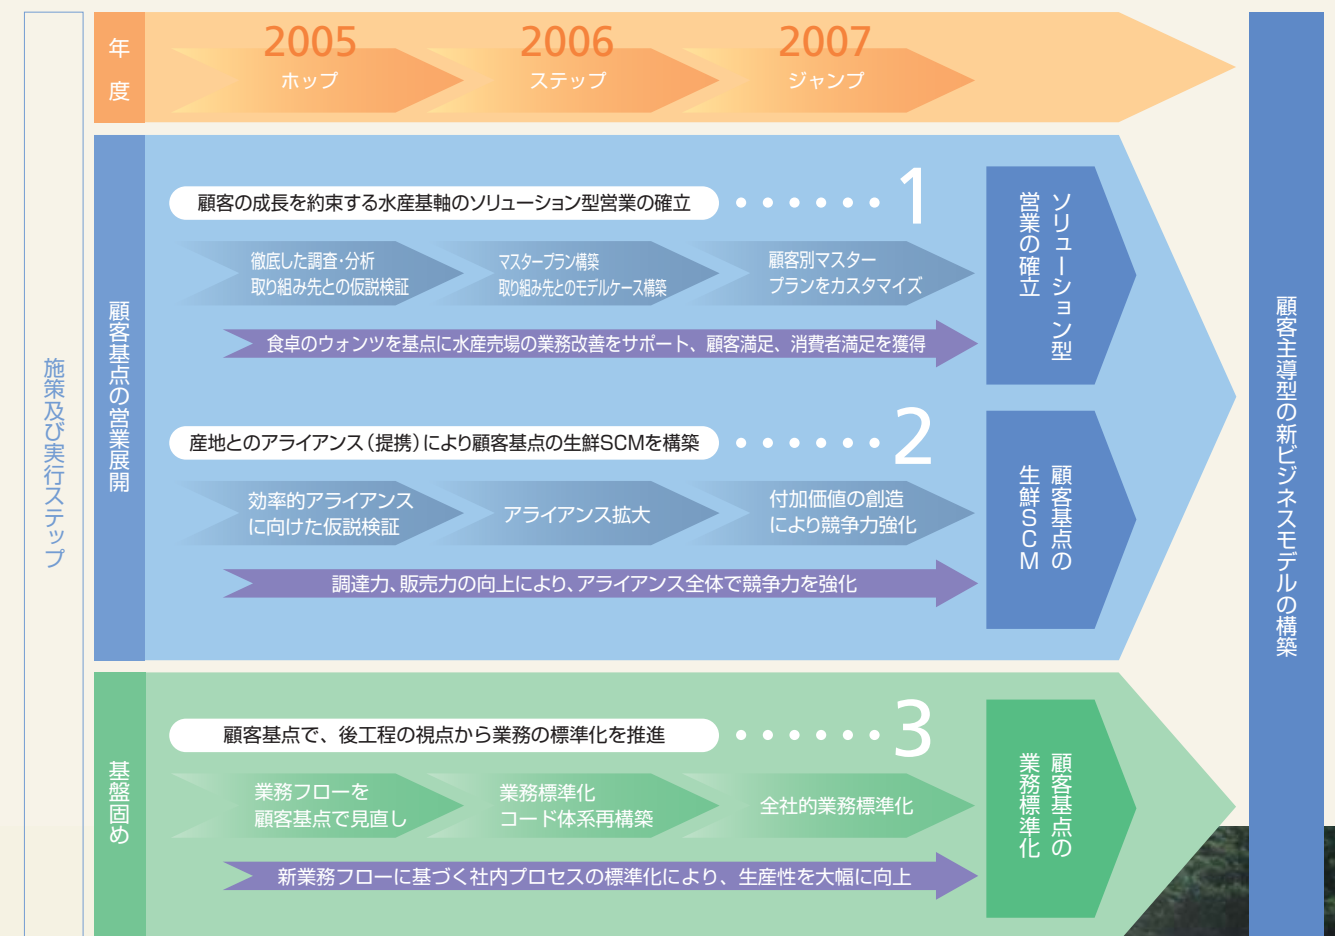 施策及び実行ステップ
年度
2005
ホップ
2006
ステップ
2007
ジャンプ
顧客基点の営業展開
顧客の成長を約束する水産基軸のソリューション型営業の確立
1
徹底した調査・分析
取り組み先との仮説検証
マスタープラン構築
取り組み先とのモデルケース構築
顧客別マスター
プランをカスタマイズ
食卓のウォンツを基点に水産売場の業務改善をサポート、顧客満足、消費者満足を獲得
ソリューション型
営業の確立
産地とのアライアンス(提携)により顧客基点の生鮮SCMを構築
2
効率的アライアンス
に向けた仮説検証
アライアンス拡大
付加価値の創造
により競争力強化
調達力、販売力の向上により、アライアンス全体で競争力を強化
顧客基点の
生鮮SCM
基盤固め
顧客基点で、後工程の視点から業務の標準化を推進
3
業務フローを
顧客基点で見直し
業務標準化
コード体系再構築
全社的業務標準化
新業務フローに基づく社内プロセスの標準化により、生産性を大幅に向上
顧客基点の
業務標準化
顧客主導型の新ビジネスモデルの構築